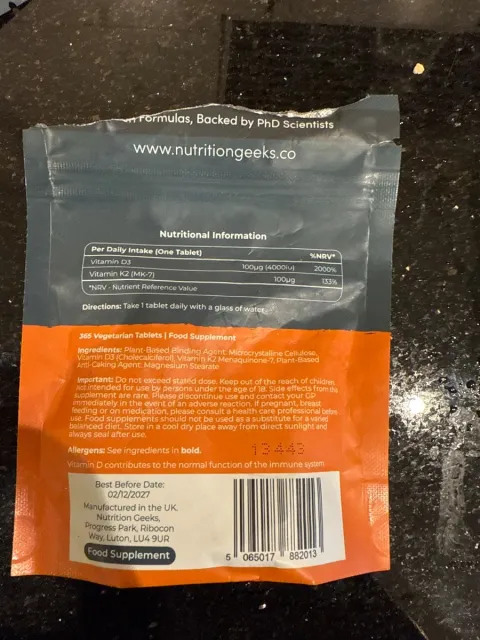 Formulas, Backed by PhD Scientists
www.nutritiongeeks.co
Nutritional Information
Per Daily Intake (One Tablet) %NRV*
Vitamin D3 100µg (4000iu) 2000%
Vitamin K2 (MK-7) 100µg 133%
*NRV - Nutrient Reference Value
Directions: Take 1 tablet daily with a glass of water
365 Vegetarian Tablets | Food Supplement
Ingredients: Plant-Based Binding Agent: Microcrystalline Cellulose,
Vitamin D3 (Cholecalciferol), Vitamin K2 Menaquinone-7, Plant-Based
Anti-Caking Agent: Magnesium Stearate
Important: Do not exceed stated dose. Keep out of the reach of children.
Not intended for use by persons under the age of 18. Side effects from the
supplement are rare. Please discontinue use and contact your GP
immediately in the event of an adverse reaction. If pregnant, breast
feeding or on medication, please consult a health care professional before
use. Food supplements should not be used as a substitute for a varied
balanced diet. Store in a cool dry place away from direct sunlight and
always seal after use.
Allergens: See ingredients in bold.
13443
Vitamin D contributes to the normal function of the immune system
Best Before Date:
02/12/2027
Manufactured in the UK.
Nutrition Geeks,
Progress Park, Ribocon
Way, Luton, LU4 9UR
Food Supplement
5 065017 882013